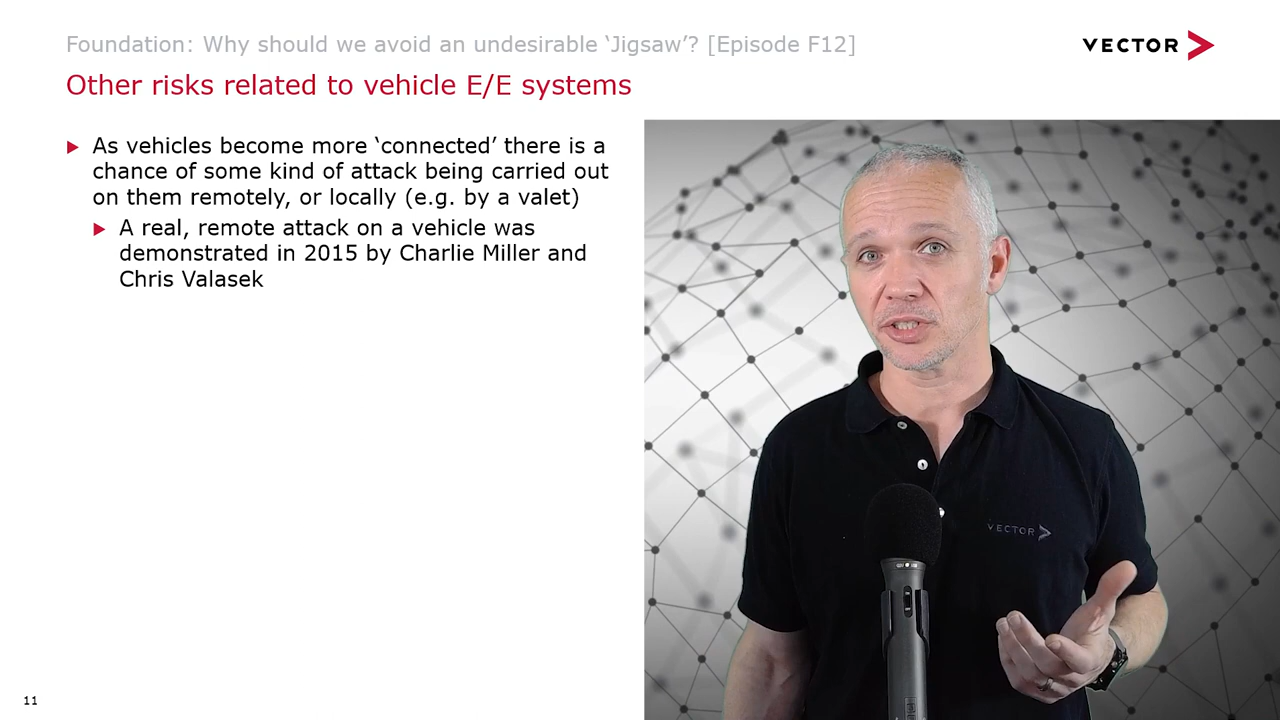 Foundation: Why should we avoid an undesirable ‘Jigsaw’? [Episode F12]
VECTOR
Other risks related to vehicle E/E systems
As vehicles become more ‘connected’ there is a
chance of some kind of attack being carried out
on them remotely, or locally (e.g. by a valet)
A real, remote attack on a vehicle was
demonstrated in 2015 by Charlie Miller and
Chris Valasek
VECTOR
11